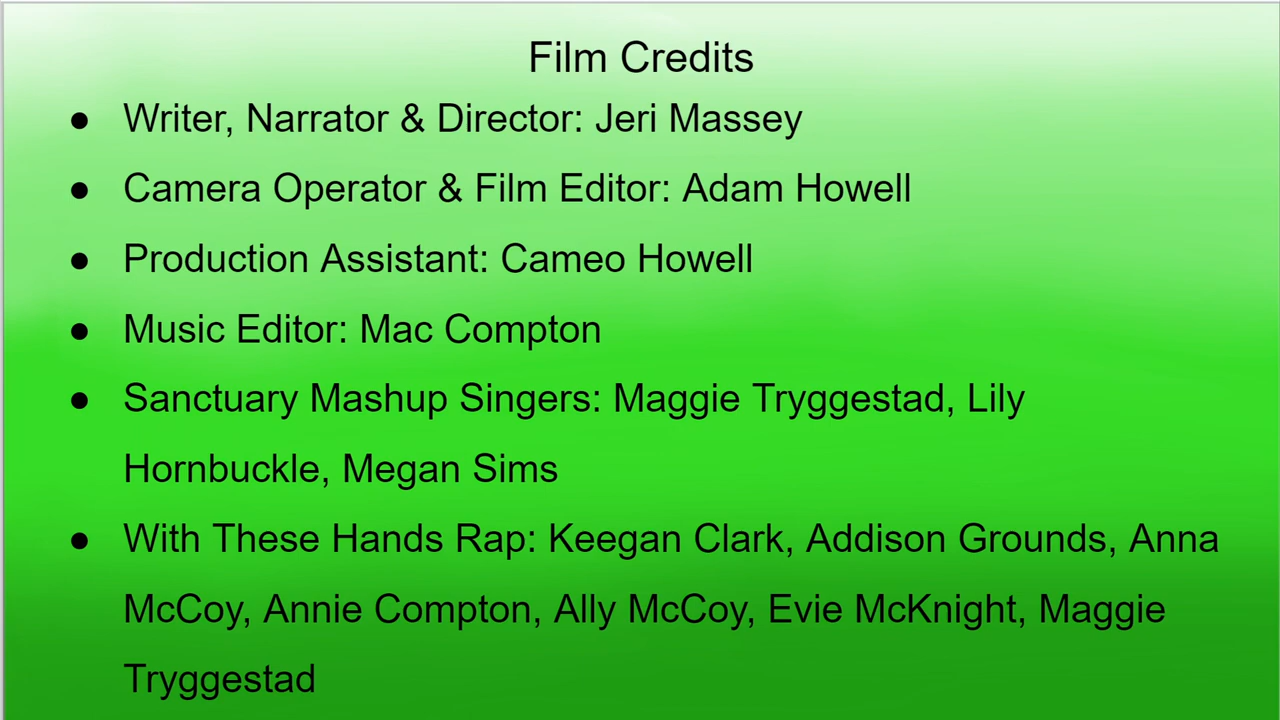 Film Credits
● Writer, Narrator & Director: Jeri Massey
● Camera Operator & Film Editor: Adam Howell
● Production Assistant: Cameo Howell
● Music Editor: Mac Compton
● Sanctuary Mashup Singers: Maggie Tryggestad, Lily
Hornbuckle, Megan Sims
● With These Hands Rap: Keegan Clark, Addison Grounds, Anna
McCoy, Annie Compton, Ally McCoy, Evie McKnight, Maggie
Tryggestad